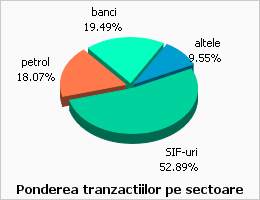 banci
19.49%
altele
9.55%
petrol
18.07%
SIF-uri
52.89%
Ponderea tranzactiilor pe sectoare